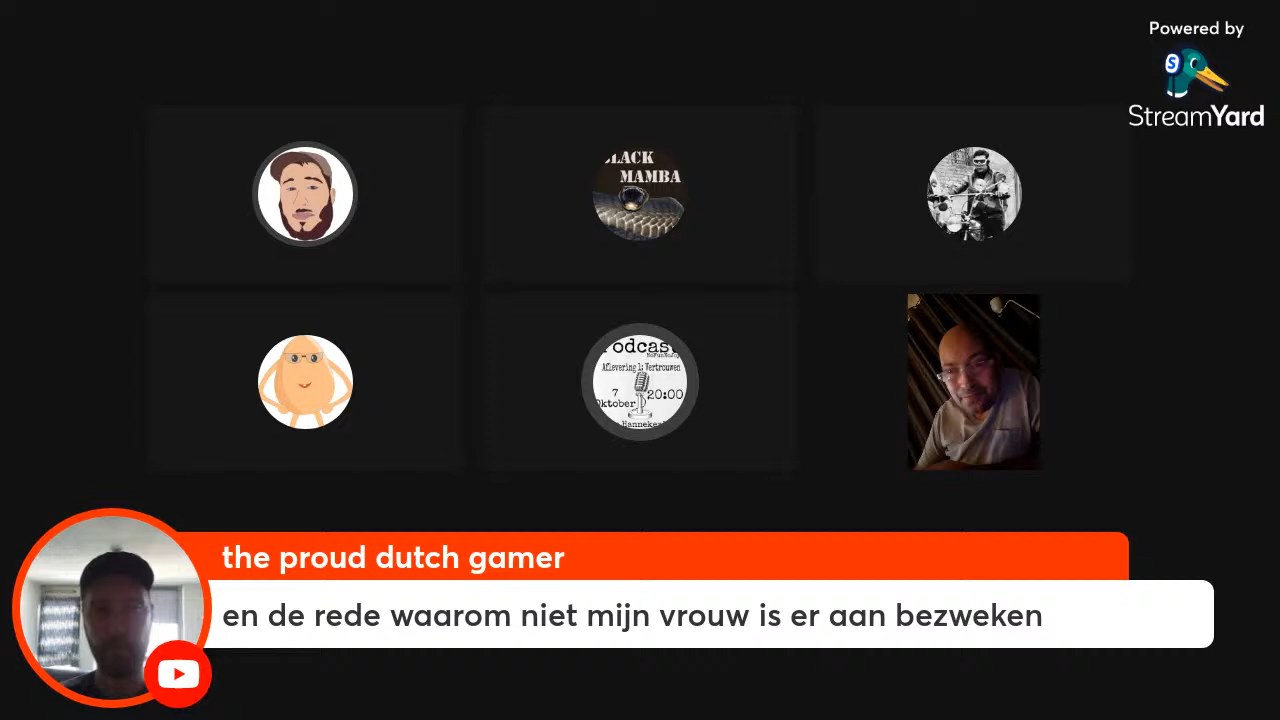 Powered by
StreamYard
LACK
MAMBA
odcast
Aflevering 1: Vertrouwen
7
20:00
Oktober
Hanneke
the proud dutch gamer
en de rede waarom niet mijn vrouw is er aan bezweken